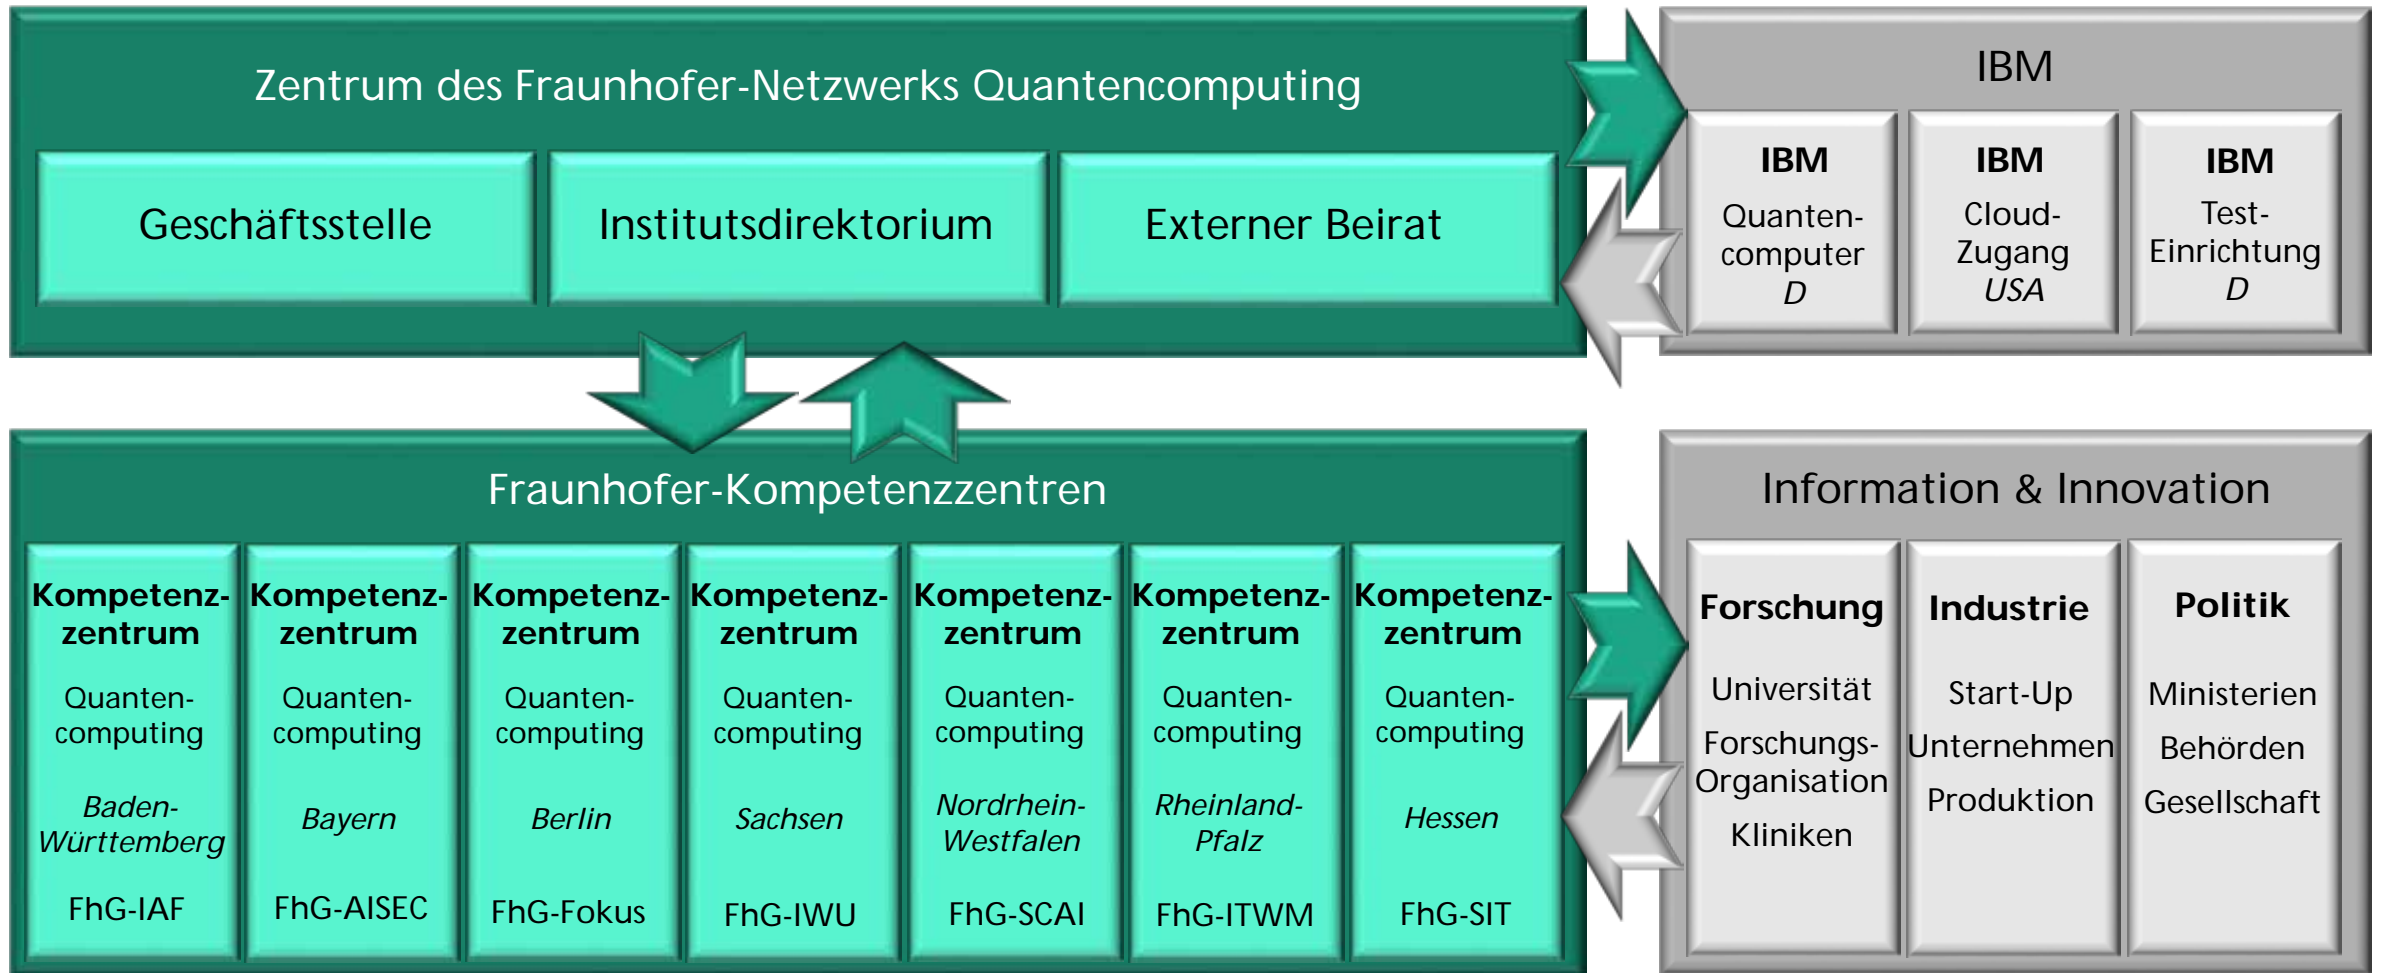 Zentrum des Fraunhofer-Netzwerks Quantencomputing
Geschäftsstelle
Institutsdirektorium
Externer Beirat
IBM
IBM
Quanten-
computer
D
IBM
Cloud-
Zugang
USA
IBM
Test-
Einrichtung
D
Fraunhofer-Kompetenzzentren
Kompetenz-
zentrum
Quanten-
computing
Baden-
Württemberg
FhG-IAF
Kompetenz-
zentrum
Quanten-
computing
Bayern
FhG-AISEC
Kompetenz-
zentrum
Quanten-
computing
Berlin
FhG-Fokus
Kompetenz-
zentrum
Quanten-
computing
Sachsen
FhG-IWU
Kompetenz-
zentrum
Quanten-
computing
Nordrhein-
Westfalen
FhG-SCAI
Kompetenz-
zentrum
Quanten-
computing
Rheinland-
Pfalz
FhG-ITWM
Kompetenz-
zentrum
Quanten-
computing
Hessen
FhG-SIT
Information & Innovation
Forschung
Universität
Forschungs-
Organisation
Kliniken
Industrie
Start-Up
Unternehmen
Produktion
Politik
Ministerien
Behörden
Gesellschaft